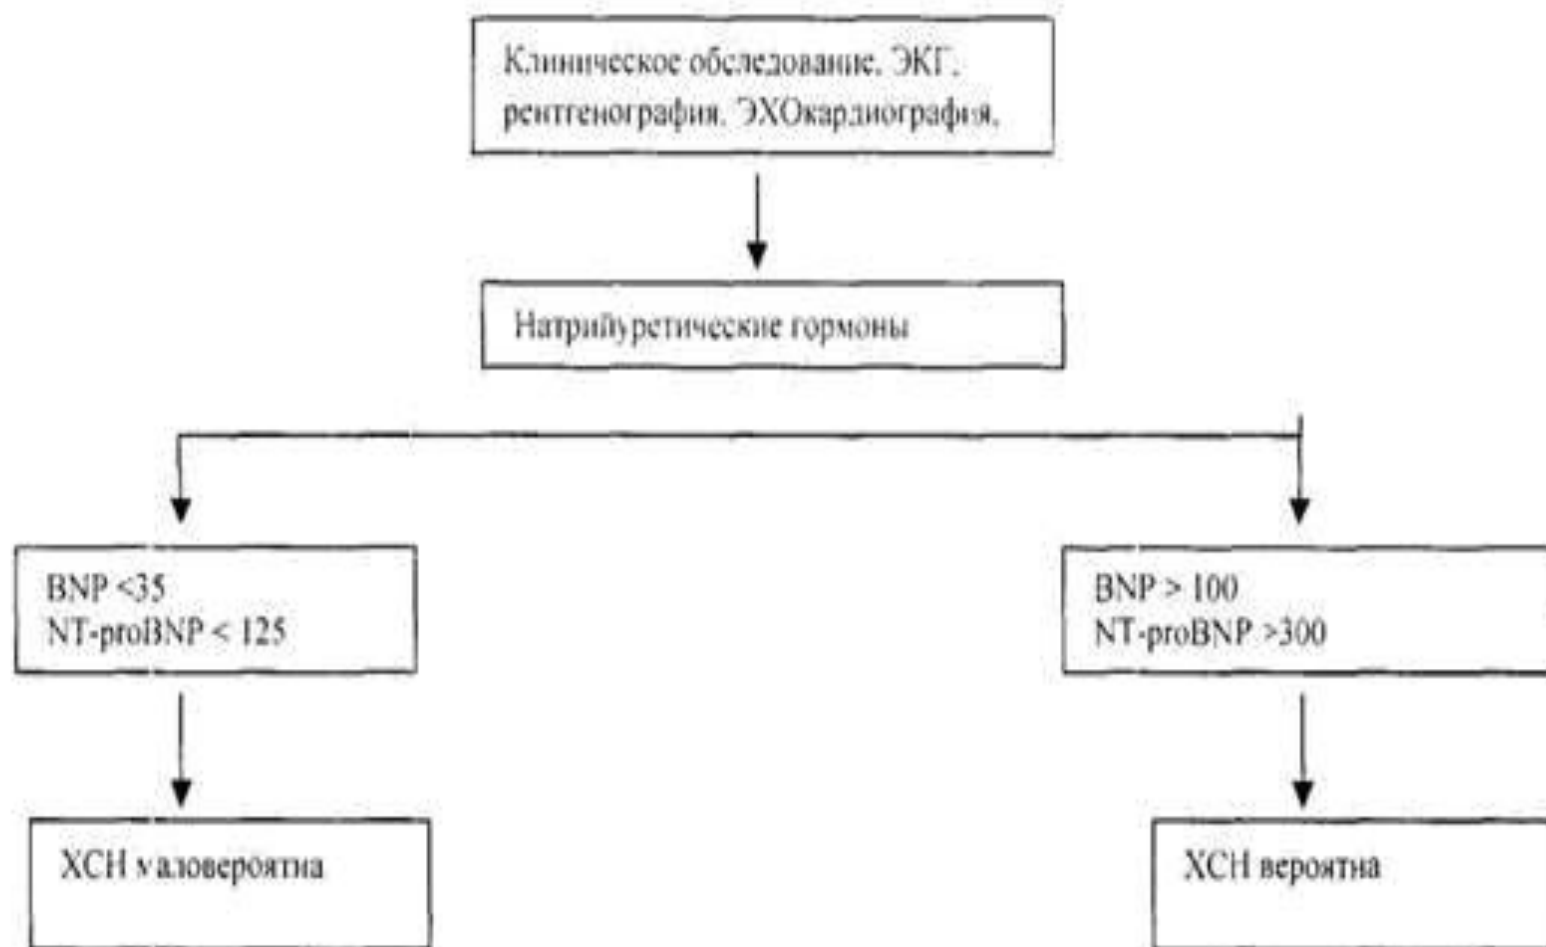 Клиническое обследование, ЭКГ,
рентгенография, ЭХОкардиография,
Натрийуретические гормоны
BNP <35
NT-proBNP < 125
BNP > 100
NT-proBNP >300
ХСН маловероятна
ХСН вероятна